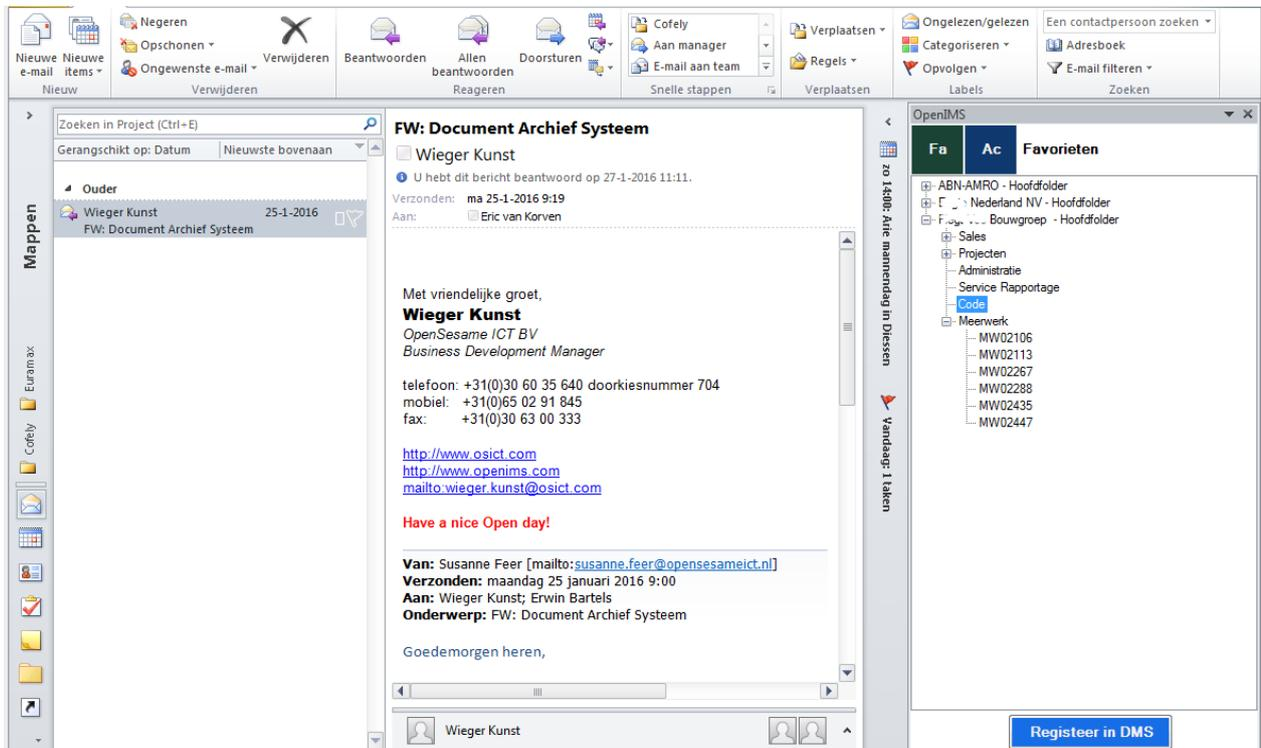 Nieuwe e-mail
Nieuwe items
Nieuw
Negeren
Opschonen
Ongewenste e-mail
Verwijderen
Verwijderen
Beantwoorden
Allen beantwoorden
Doorsturen
Reageren
Cofely
Aan manager
E-mail aan team
Snelle stappen
Verplaatsen
Regels
Verplaatsen
Ongelezen/gelezen
Categoriseren
Opvolgen
Labels
Een contactpersoon zoeken
Adresboek
E-mail filteren
Zoeken
Mappen
Euramax
Cofely
Zoeken in Project (Ctrl+E)
Gerangschikt op: Datum
Nieuwste bovenaan
Ouder
Wieger Kunst 25-1-2016
FW: Document Archief Systeem
FW: Document Archief Systeem
Wieger Kunst
U hebt dit bericht beantwoord op 27-1-2016 11:11.
Verzonden: ma 25-1-2016 9:19
Aan: Eric van Korven
Met vriendelijke groet,
Wieger Kunst
OpenSesame ICT BV
Business Development Manager
telefoon: +31(0)30 60 35 640 doorkiesnummer 704
mobiel: +31(0)65 02 91 845
fax: +31(0)30 63 00 333
http://www.osict.com
http://www.openims.com
mailto:wieger.kunst@osict.com
Have a nice Open day!
Van: Susanne Feer [mailto:susanne.feer@opensesameict.nl]
Verzonden: maandag 25 januari 2016 9:00
Aan: Wieger Kunst; Erwin Bartels
Onderwerp: FW: Document Archief Systeem
Goedemorgen heren,
Wieger Kunst
zo 14:00: Arie mannendag in Diessen
Vandaag: 1 taken
OpenIMS
Fa Ac Favorieten
ABN-AMRO - Hoofdfolder
Nederland NV - Hoofdfolder
Bouwgroep - Hoofdfolder
Sales
Projecten
Administratie
Service Rapportage
Code
Meerwerk
MW02106
MW02113
MW02267
MW02288
MW02435
MW02447
Registeer in DMS